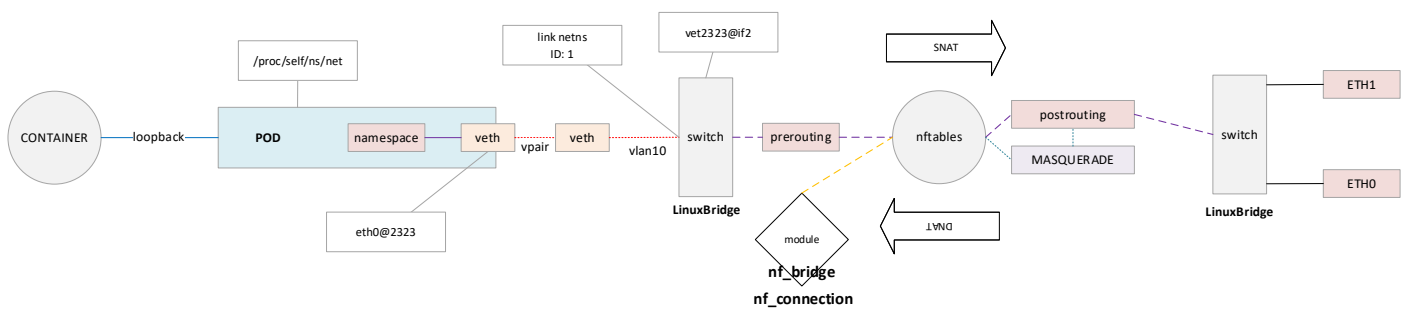 /proc/self/ns/net
link netns
ID: 1
vet2323@if2
SNAT
CONTAINER
loopback
POD
namespace
veth
vpair
veth
vlan10
switch
LinuxBridge
prerouting
nftables
postrouting
MASQUERADE
switch
LinuxBridge
ETH1
ETH0
eth0@2323
module
nf_bridge
nf_connection
DNAT